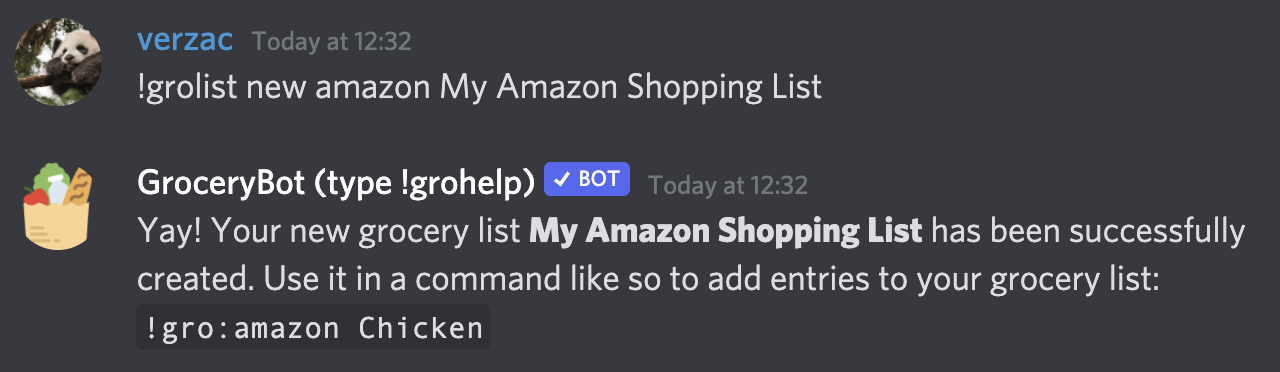 verzac Today at 12:32
!grolist new amazon My Amazon Shopping List
GroceryBot (type !grohelp) ✓ BOT Today at 12:32
Yay! Your new grocery list My Amazon Shopping List has been successfully
created. Use it in a command like so to add entries to your grocery list:
!gro:amazon Chicken